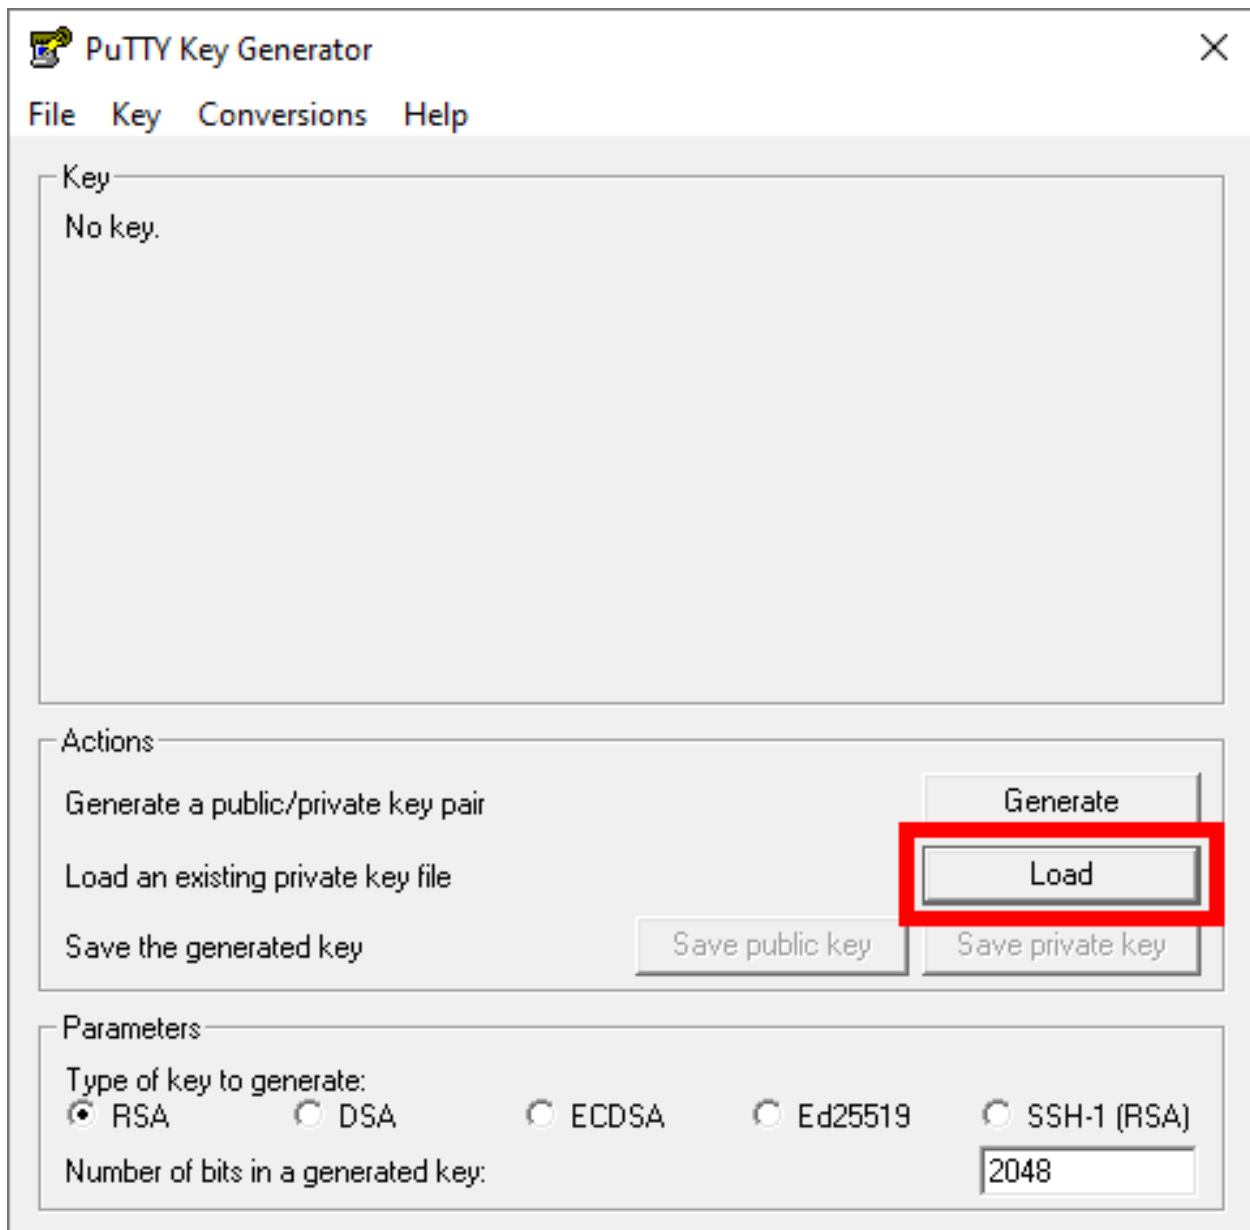 PuTTY Key Generator
File Key Conversions Help
Key
No key.
Actions
Generate a public/private key pair Generate
Load an existing private key file Load
Save the generated key Save public key Save private key
Parameters
Type of key to generate:
RSA DSA ECDSA Ed25519 SSH-1 (RSA)
Number of bits in a generated key: 2048